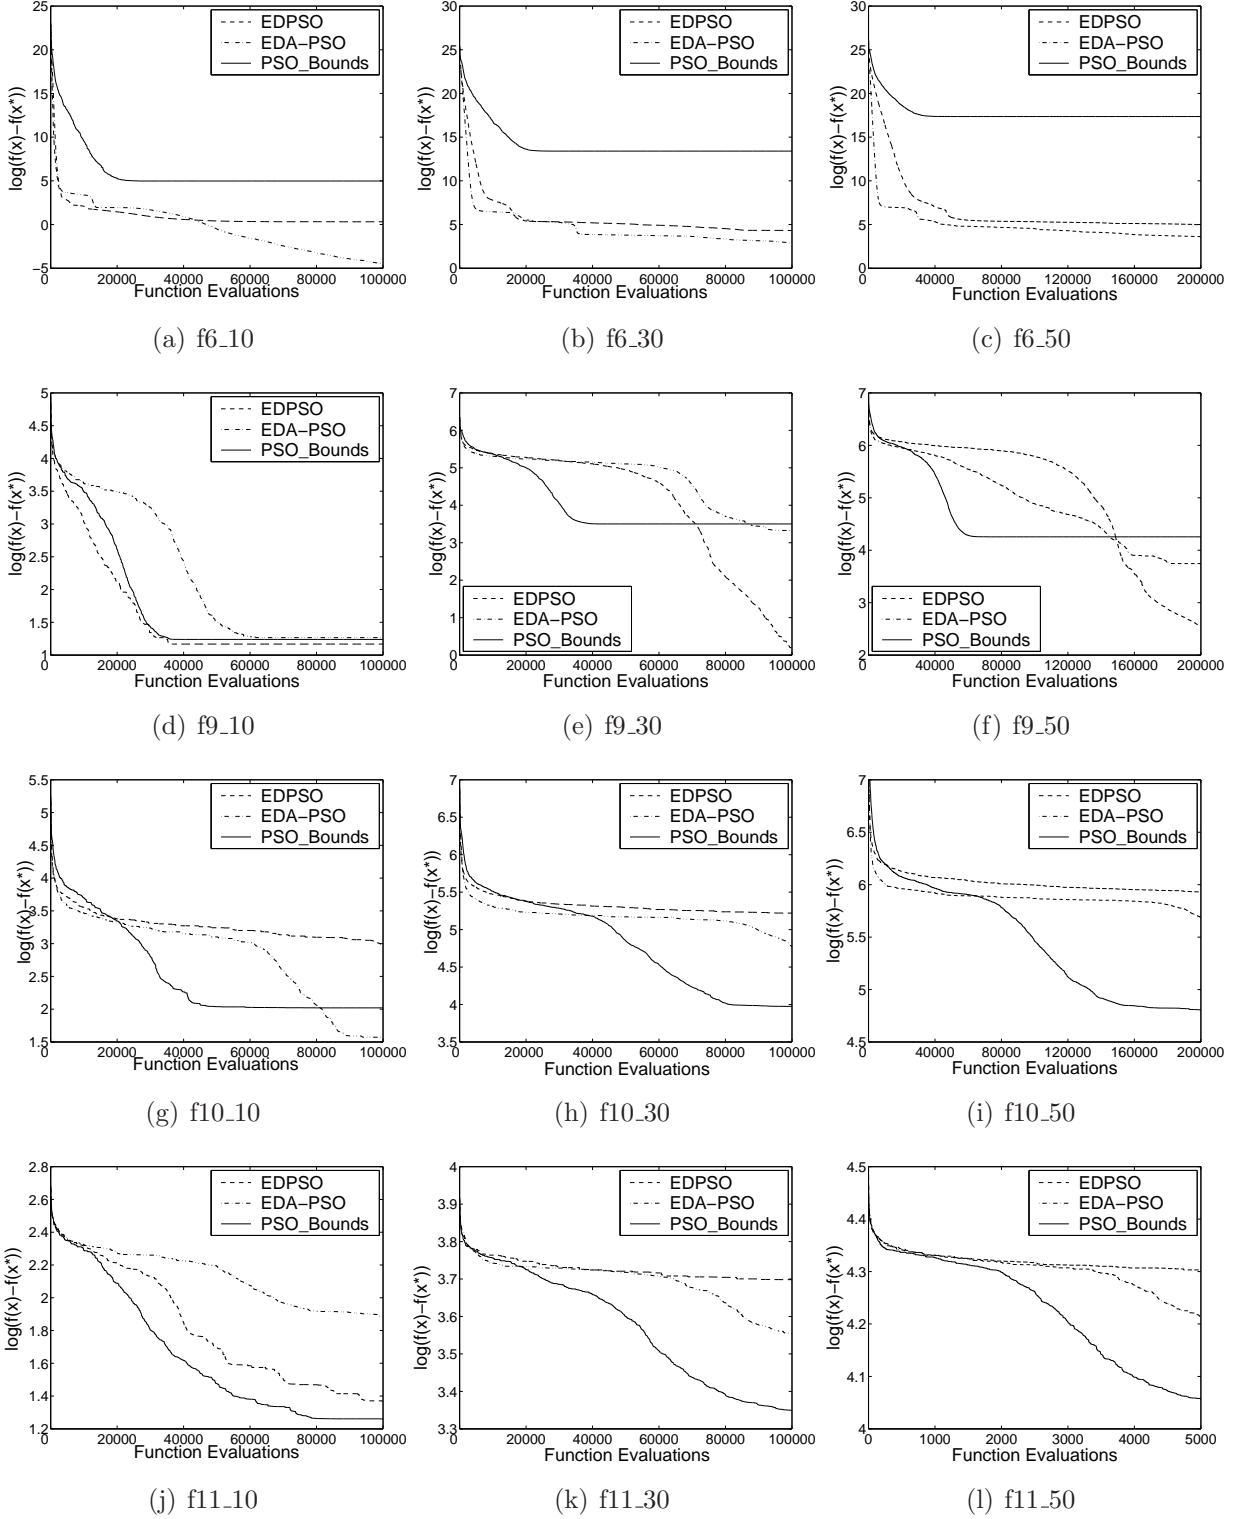 EDPSO
EDA-PSO
PSO_Bounds
log(f(x)-f(x*))
25
20
15
10
5
0
-5
0 20000 40000 60000 80000 100000
Function Evaluations
(a) f6_10
EDPSO
EDA-PSO
PSO_Bounds
log(f(x)-f(x*))
30
25
20
15
10
5
0
0 20000 40000 60000 80000 100000
Function Evaluations
(b) f6_30
EDPSO
EDA-PSO
PSO_Bounds
log(f(x)-f(x*))
30
25
20
15
10
5
0
0 40000 80000 120000 160000 200000
Function Evaluations
(c) f6_50
EDPSO
EDA-PSO
PSO_Bounds
log(f(x)-f(x*))
5
4.5
4
3.5
3
2.5
2
1.5
1
0 20000 40000 60000 80000 100000
Function Evaluations
(d) f9_10
log(f(x)-f(x*))
7
6
5
4
3
2
1
0
EDPSO
EDA-PSO
PSO_Bounds
0 20000 40000 60000 80000 100000
Function Evaluations
(e) f9_30
log(f(x)-f(x*))
7
6
5
4
3
2
EDPSO
EDA-PSO
PSO_Bounds
0 40000 80000 120000 160000 200000
Function Evaluations
(f) f9_50
EDPSO
EDA-PSO
PSO_Bounds
log(f(x)-f(x*))
5.5
5
4.5
4
3.5
3
2.5
2
1.5
0 20000 40000 60000 80000 100000
Function Evaluations
(g) f10_10
EDPSO
EDA-PSO
PSO_Bounds
log(f(x)-f(x*))
7
6.5
6
5.5
5
4.5
4
3.5
0 20000 40000 60000 80000 100000
Function Evaluations
(h) f10_30
EDPSO
EDA-PSO
PSO_Bounds
log(f(x)-f(x*))
7
6.5
6
5.5
5
4.5
0 40000 80000 120000 160000 200000
Function Evaluations
(i) f10_50
EDPSO
EDA-PSO
PSO_Bounds
log(f(x)-f(x*))
2.8
2.6
2.4
2.2
2
1.8
1.6
1.4
1.2
0 20000 40000 60000 80000 100000
Function Evaluations
(j) f11_10
EDPSO
EDA-PSO
PSO_Bounds
log(f(x)-f(x*))
4
3.9
3.8
3.7
3.6
3.5
3.4
3.3
0 20000 40000 60000 80000 100000
Function Evaluations
(k) f11_30
EDPSO
EDA-PSO
PSO_Bounds
log(f(x)-f(x*))
4.5
4.4
4.3
4.2
4.1
4
0 1000 2000 3000 4000 5000
Function Evaluations
(l) f11_50